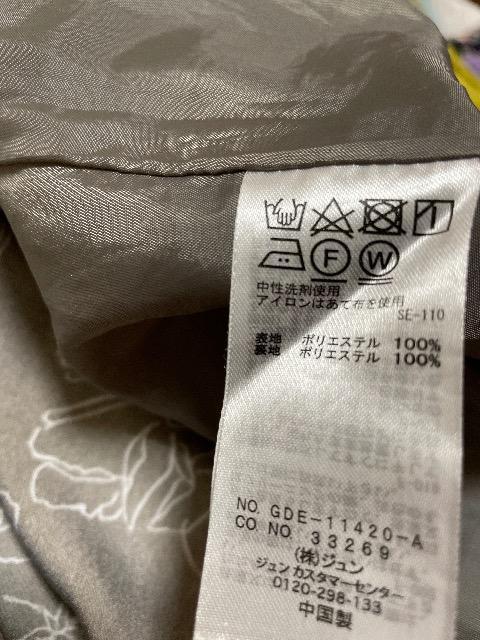 F W
中性洗剤使用
アイロンはあて布を使用
SE-110
表地 ポリエステル 100%
裏地 ポリエステル 100%
NO. GDE-11420-A
CO. NO. 33269
(株)ジュン
ジュン カスタマーセンター
0120-298-133
中国製